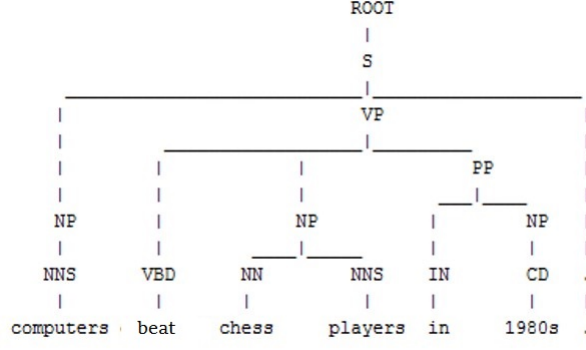 ROOT
S
VP
PP
NP NP NP
NNS VBD NN NNS IN CD .
computers beat chess players in 1980s .